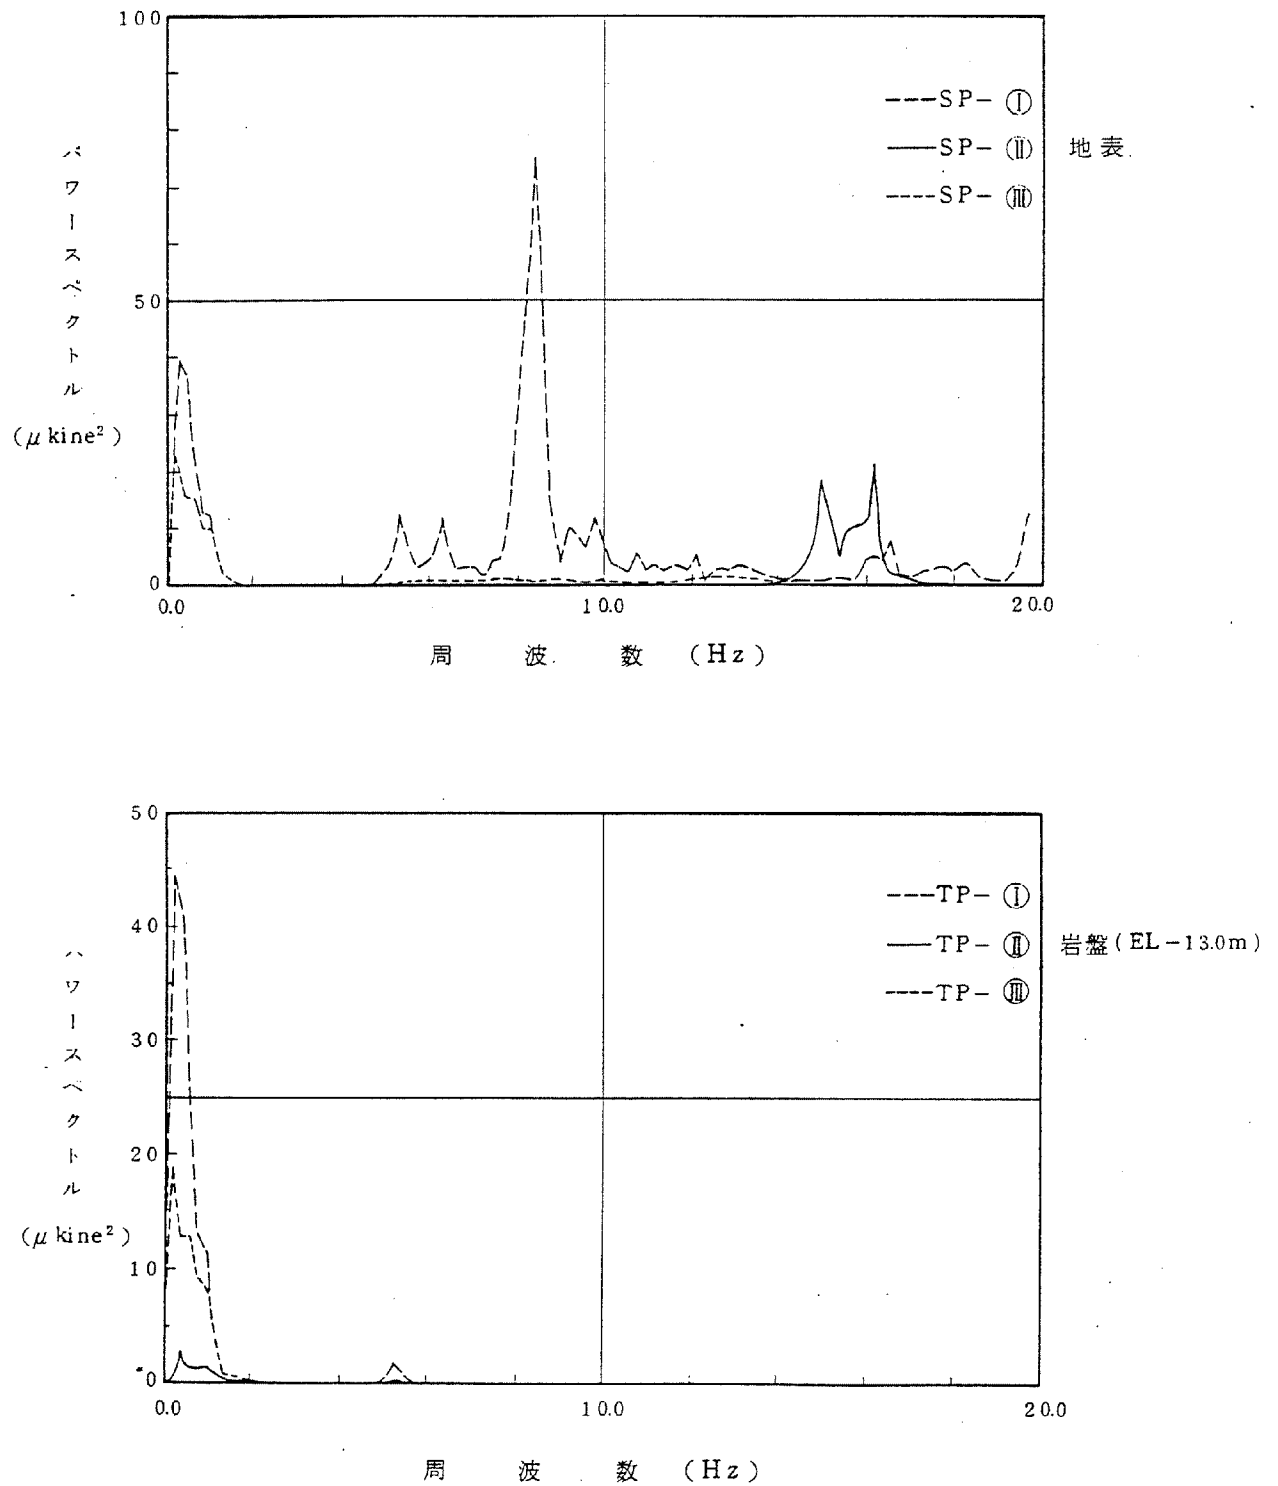 100
SP-Ⓘ
SP-Ⓘ︎Ⅱ
地表
SP-Ⅲ
パワースペクトル
50
(μkine²)
0
0.0 10.0 20.0
周波数 (Hz)
50
TP-Ⓘ
40
TP-Ⅱ 岩盤(EL-13.0m)
パワースペクトル
TP-Ⅲ
30
20
(μkine²)
10
0
0.0 10.0 20.0
周波数 (Hz)